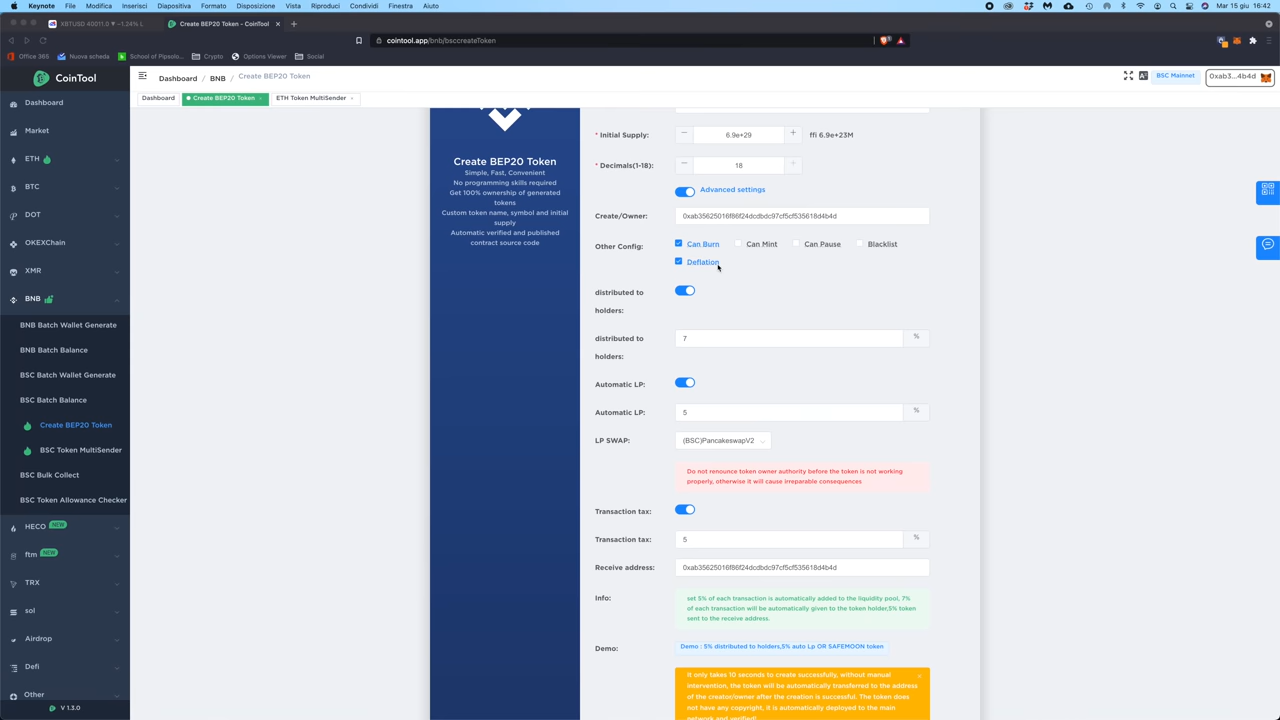 Keynote File Modifica Inserisci Disposizione Formato Disposizione Vista Riproduci Condividi Finestra Aiuto
Mar 15 giu 16:42
XBTUSD 40011.0 ▼ -1.24% L
Create BEP20 Token - CoinTool ×
cointool.app/bnb/bsccreateToken
Office 365 Nuova scheda School of Pipsolo... Crypto Options Viewer Social
CoinTool
Dashboard > BNB > Create BEP20 Token
BSC Mainnet
0xab3...4b4d
Dashboard
Create BEP20 Token ×
ETH Token MultiSender ×
Dashboard
Market
ETH
BTC
DOT
OKEXChain
XMR
BNB
BNB Batch Wallet Generate
BNB Batch Balance
BSC Batch Wallet Generate
BSC Batch Balance
Create BEP20 Token
BSC Token MultiSender
BSC Bulk Collect
BSC Token Allowance Checker
HECO NEW
ftm NEW
TRX
sol
Airdrop
Defi
Other
V 1.3.0
Create BEP20 Token
Simple, Fast, Convenient
No programming skills required
Get 100% ownership of generated
tokens
Custom token name, symbol and initial
supply
Automatic verified and published
contract source code
* Initial Supply: − 6.9e+29 + ffi 6.9e+23M
* Decimals(1-18): − 18 +
Advanced settings
Create/Owner: 0xab35625016f86f24dcdbdc97cf5cf535618d4b4d
Other Config: Can Burn Can Mint Can Pause Blacklist
Deflation
distributed to
holders:
distributed to 7 %
holders:
Automatic LP:
Automatic LP: 5 %
LP SWAP: (BSC)PancakeswapV2
Do not renounce token owner authority before the token is not working
properly, otherwise it will cause irreparable consequences
Transaction tax:
Transaction tax: 5 %
Receive address: 0xab35625016f86f24dcdbdc97cf5cf535618d4b4d
Info: set 5% of each transaction is automatically added to the liquidity pool, 7%
of each transaction will be automatically given to the token holder,5% token
sent to the receive address.
Demo: Demo : 5% distributed to holders,5% auto Lp OR SAFEMOON token
It only takes 10 seconds to create successfully, without manual ×
intervention, the token will be automatically transferred to the address
of the creator/owner after the creation is successful. The token does
not have any copyright, it is automatically deployed to the main
network and verified!